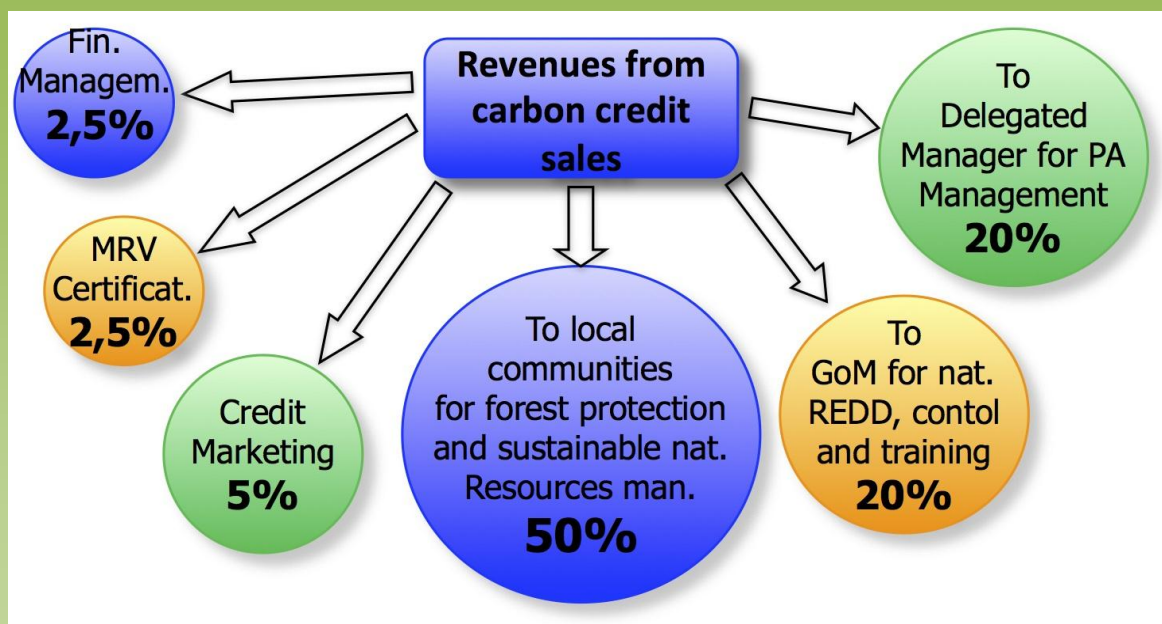 Revenues from
carbon credit
sales
Fin.
Managem.
2,5%
MRV
Certificat.
2,5%
Credit
Marketing
5%
To local
communities
for forest protection
and sustainable nat.
Resources man.
50%
To
GoM for nat.
REDD, contol
and training
20%
To
Delegated
Manager for PA
Management
20%